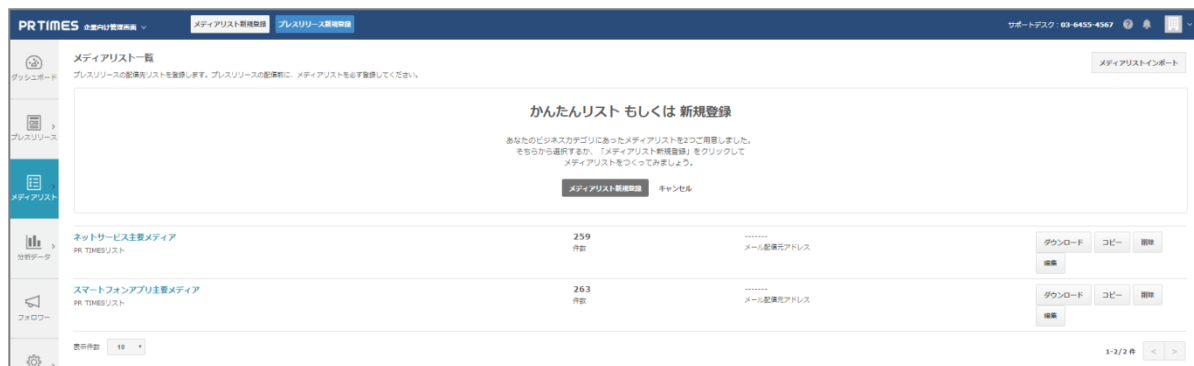 PR TIMES 企業向け管理画面
メディアリスト新規登録
プレスリリース新規登録
サポートデスク : 03-6455-4567
ダッシュボード
プレスリリース
メディアリスト
分析データ
フォロワー
メディアリスト一覧
プレスリリースの配信先リストを登録します。プレスリリースの配信前に、メディアリストを必ず登録してください。
メディアリストインポート
かんたんリスト もしくは 新規登録
あなたのビジネスカテゴリにあったメディアリストを2つご用意しました。
そちらから選択するか、「メディアリスト新規登録」をクリックして
メディアリストをつくってみましょう。
メディアリスト新規登録
キャンセル
ネットサービス主要メディア
PR TIMESリスト
259
件数
-------
メール配信元アドレス
ダウンロード
コピー
削除
編集
スマートフォンアプリ主要メディア
PR TIMESリスト
263
件数
-------
メール配信元アドレス
ダウンロード
コピー
削除
編集
表示件数
10
1-2/2 件
< >